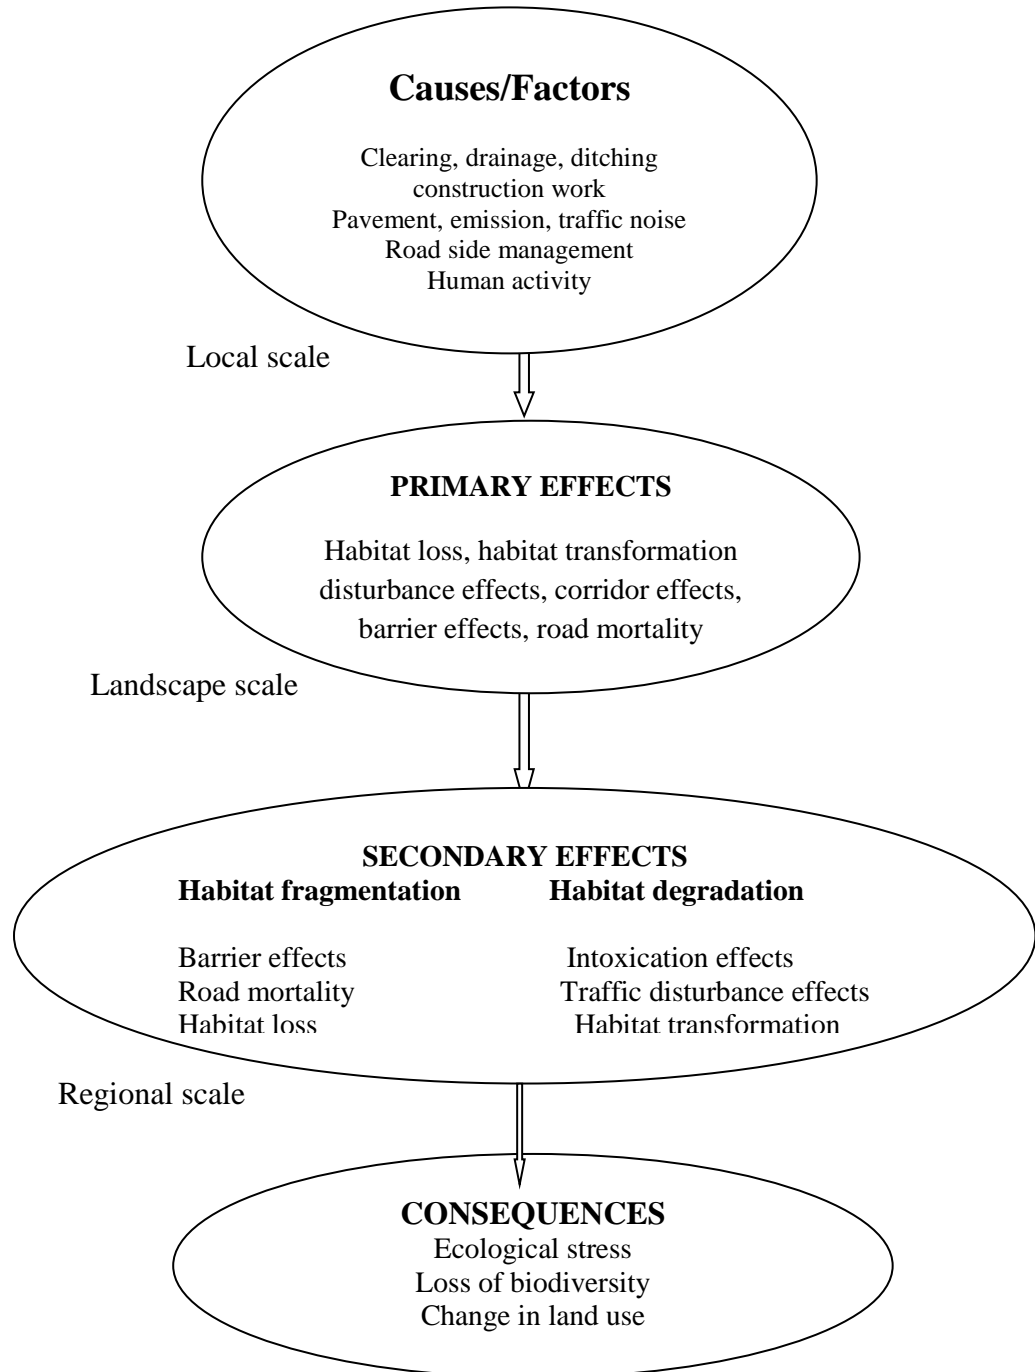 Causes/Factors
Clearing, drainage, ditching
construction work
Pavement, emission, traffic noise
Road side management
Human activity
Local scale
PRIMARY EFFECTS
Habitat loss, habitat transformation
disturbance effects, corridor effects,
barrier effects, road mortality
Landscape scale
SECONDARY EFFECTS
Habitat fragmentation Habitat degradation
Barrier effects Intoxication effects
Road mortality Traffic disturbance effects
Habitat loss Habitat transformation
Regional scale
CONSEQUENCES
Ecological stress
Loss of biodiversity
Change in land use